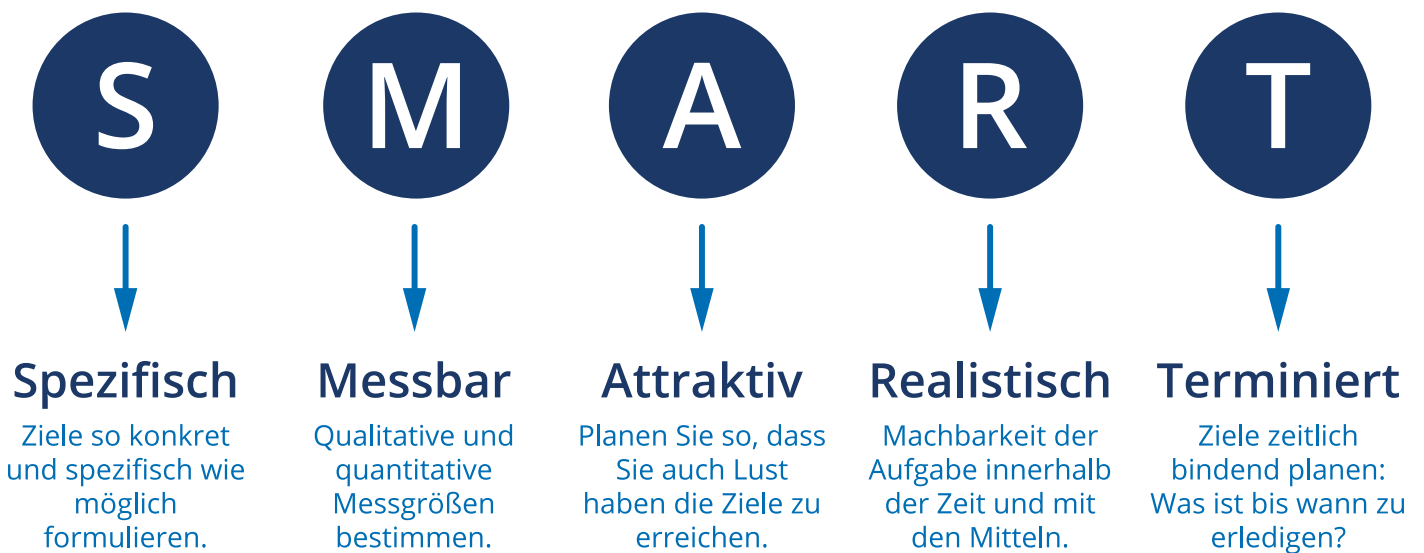 S M A R T
Spezifisch
Ziele so konkret
und spezifisch wie
möglich
formulieren.
Messbar
Qualitative und
quantitative
Messgrößen
bestimmen.
Attraktiv
Planen Sie so, dass
Sie auch Lust
haben die Ziele zu
erreichen.
Realistisch
Machbarkeit der
Aufgabe innerhalb
der Zeit und mit
den Mitteln.
Terminiert
Ziele zeitlich
bindend planen:
Was ist bis wann zu
erledigen?